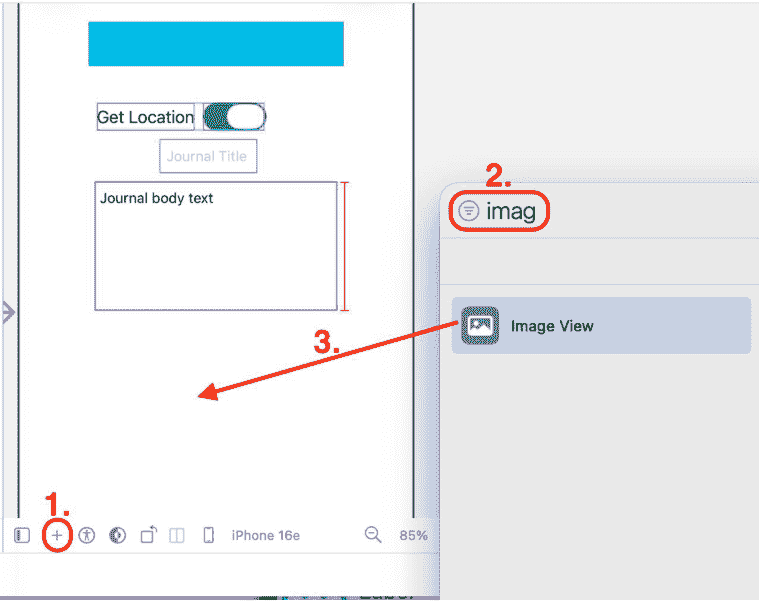 Get Location
Journal Title
Journal body text
2.
imag
Image View
3.
1.
iPhone 16e
85%